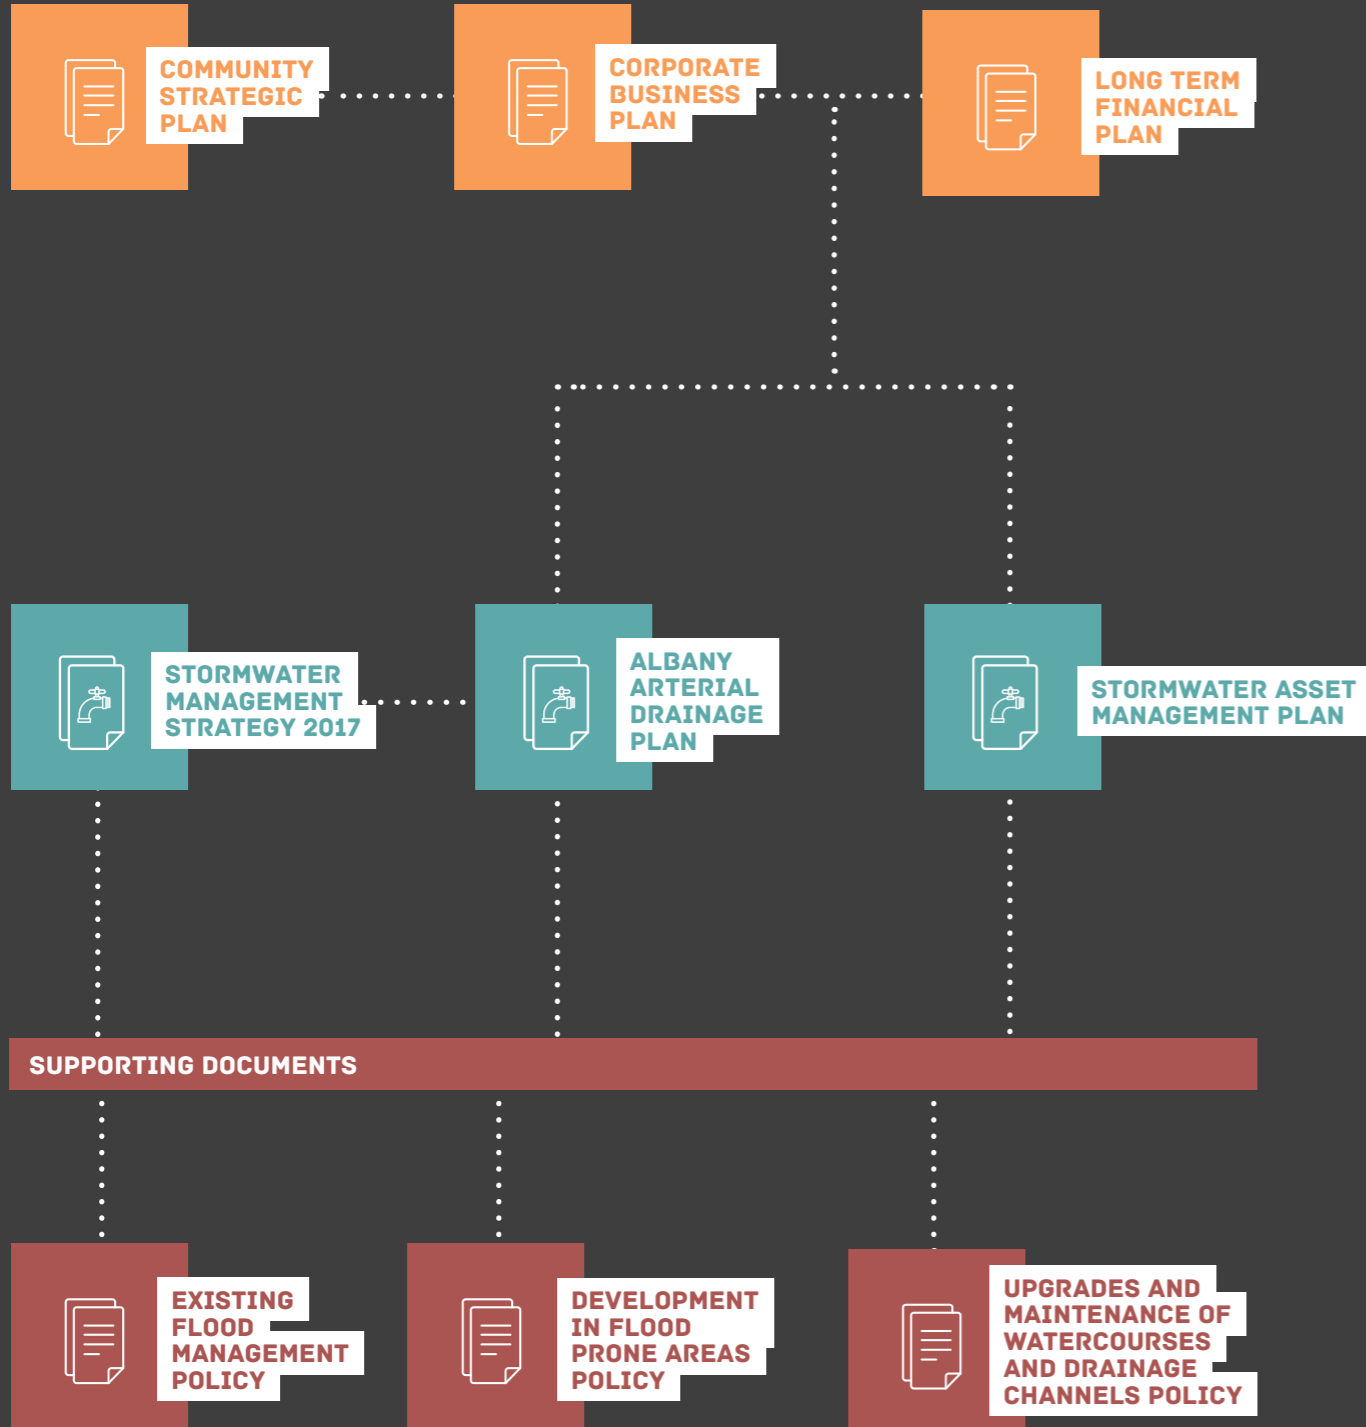 COMMUNITY
STRATEGIC
PLAN
CORPORATE
BUSINESS
PLAN
LONG TERM
FINANCIAL
PLAN
STORMWATER
MANAGEMENT
STRATEGY 2017
ALBANY
ARTERIAL
DRAINAGE
PLAN
STORMWATER ASSET
MANAGEMENT PLAN
SUPPORTING DOCUMENTS
EXISTING
FLOOD
MANAGEMENT
POLICY
DEVELOPMENT
IN FLOOD
PRONE AREAS
POLICY
UPGRADES AND
MAINTENANCE OF
WATERCOURSES
AND DRAINAGE
CHANNELS POLICY